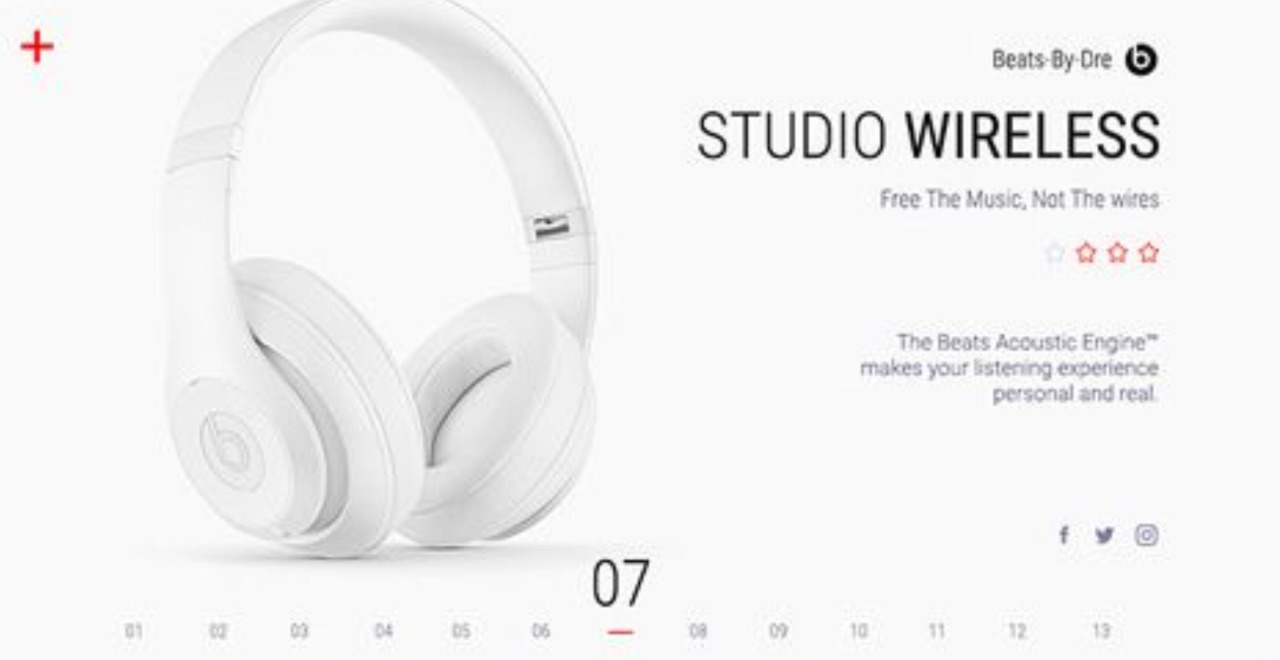 Beats-By-Dre b
STUDIO WIRELESS
Free The Music, Not The wires
The Beats Acoustic Engine™
makes your listening experience
personal and real.
f
07
01 02 03 04 05 06 08 09 10 11 12 13